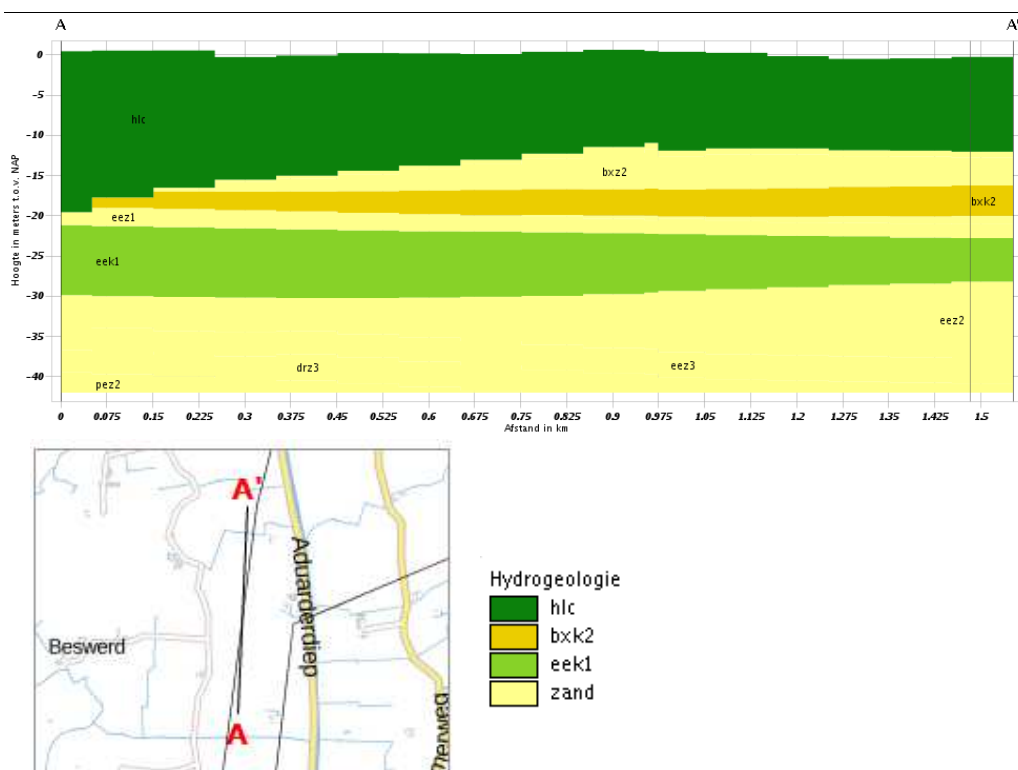 A A'
0
-5
-10
-15
-20
-25
-30
-35
-40
Hoogte in meters t.o.v. NAP
hlc
bxz2
bxk2
eez1
eek1
eez2
drz3
eez3
pez2
0 0.075 0.15 0.225 0.3 0.375 0.45 0.525 0.6 0.675 0.75 0.825 0.9 0.975 1.05 1.125 1.2 1.275 1.35 1.425 1.5
Afstand in km
A'
Aduarderdiep
Beswerd
A
Hydrogeologie
hlc
bxk2
eek1
zand